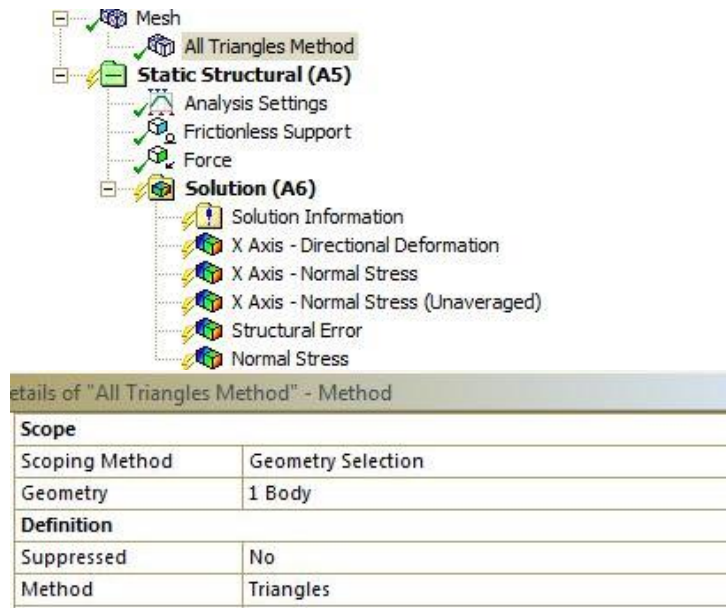 Mesh
All Triangles Method
Static Structural (A5)
Analysis Settings
Frictionless Support
Force
Solution (A6)
Solution Information
X Axis - Directional Deformation
X Axis - Normal Stress
X Axis - Normal Stress (Unaveraged)
Structural Error
Normal Stress
etails of "All Triangles Method" - Method
Scope
Scoping Method Geometry Selection
Geometry 1 Body
Definition
Suppressed No
Method Triangles